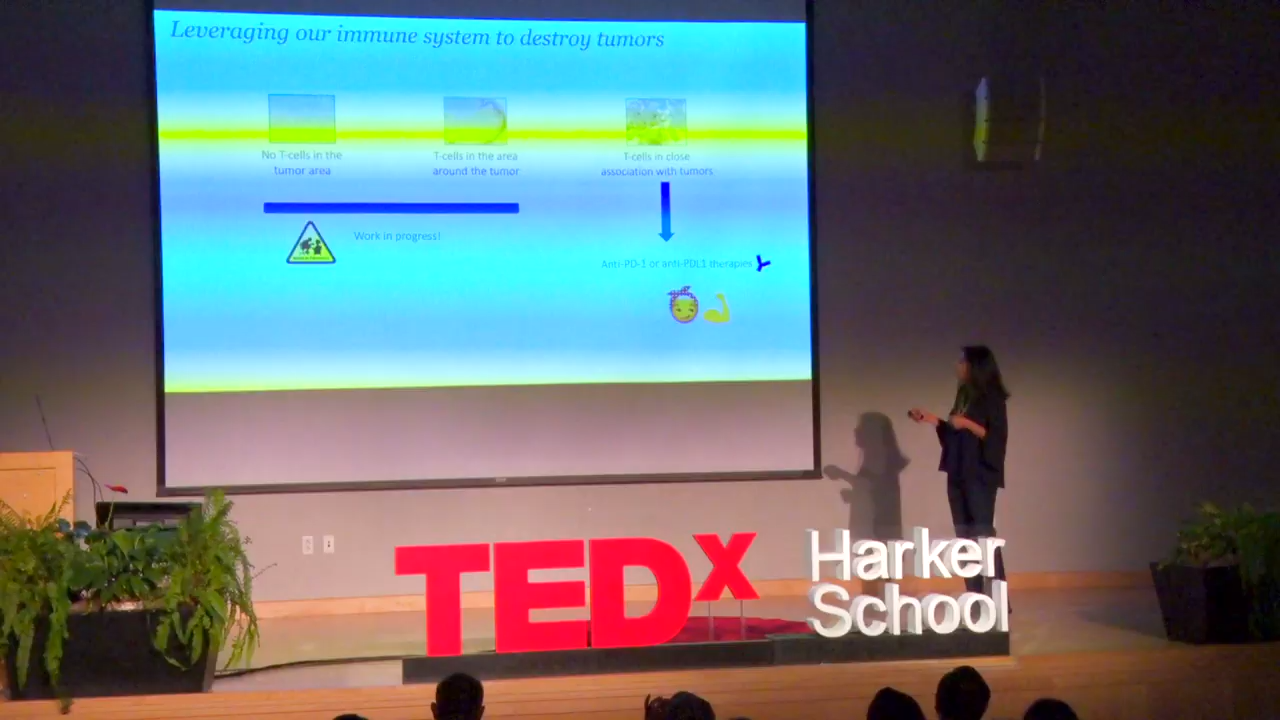 Leveraging our immune system to destroy tumors
No T-cells in the
tumor area
T-cells in the area
around the tumor
T-cells in close
association with tumors
Work in progress!
Anti-PD-1 or anti-PDL1 therapies
TEDx
Harker
School